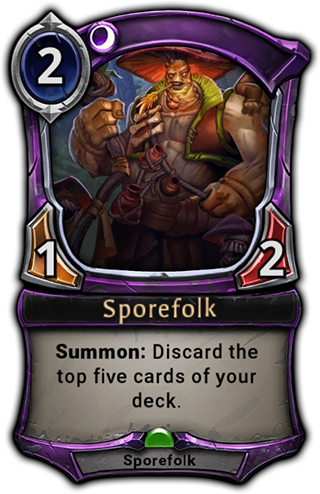 2
1
2
Sporefolk
Summon: Discard the
top five cards of your
deck.
Sporefolk